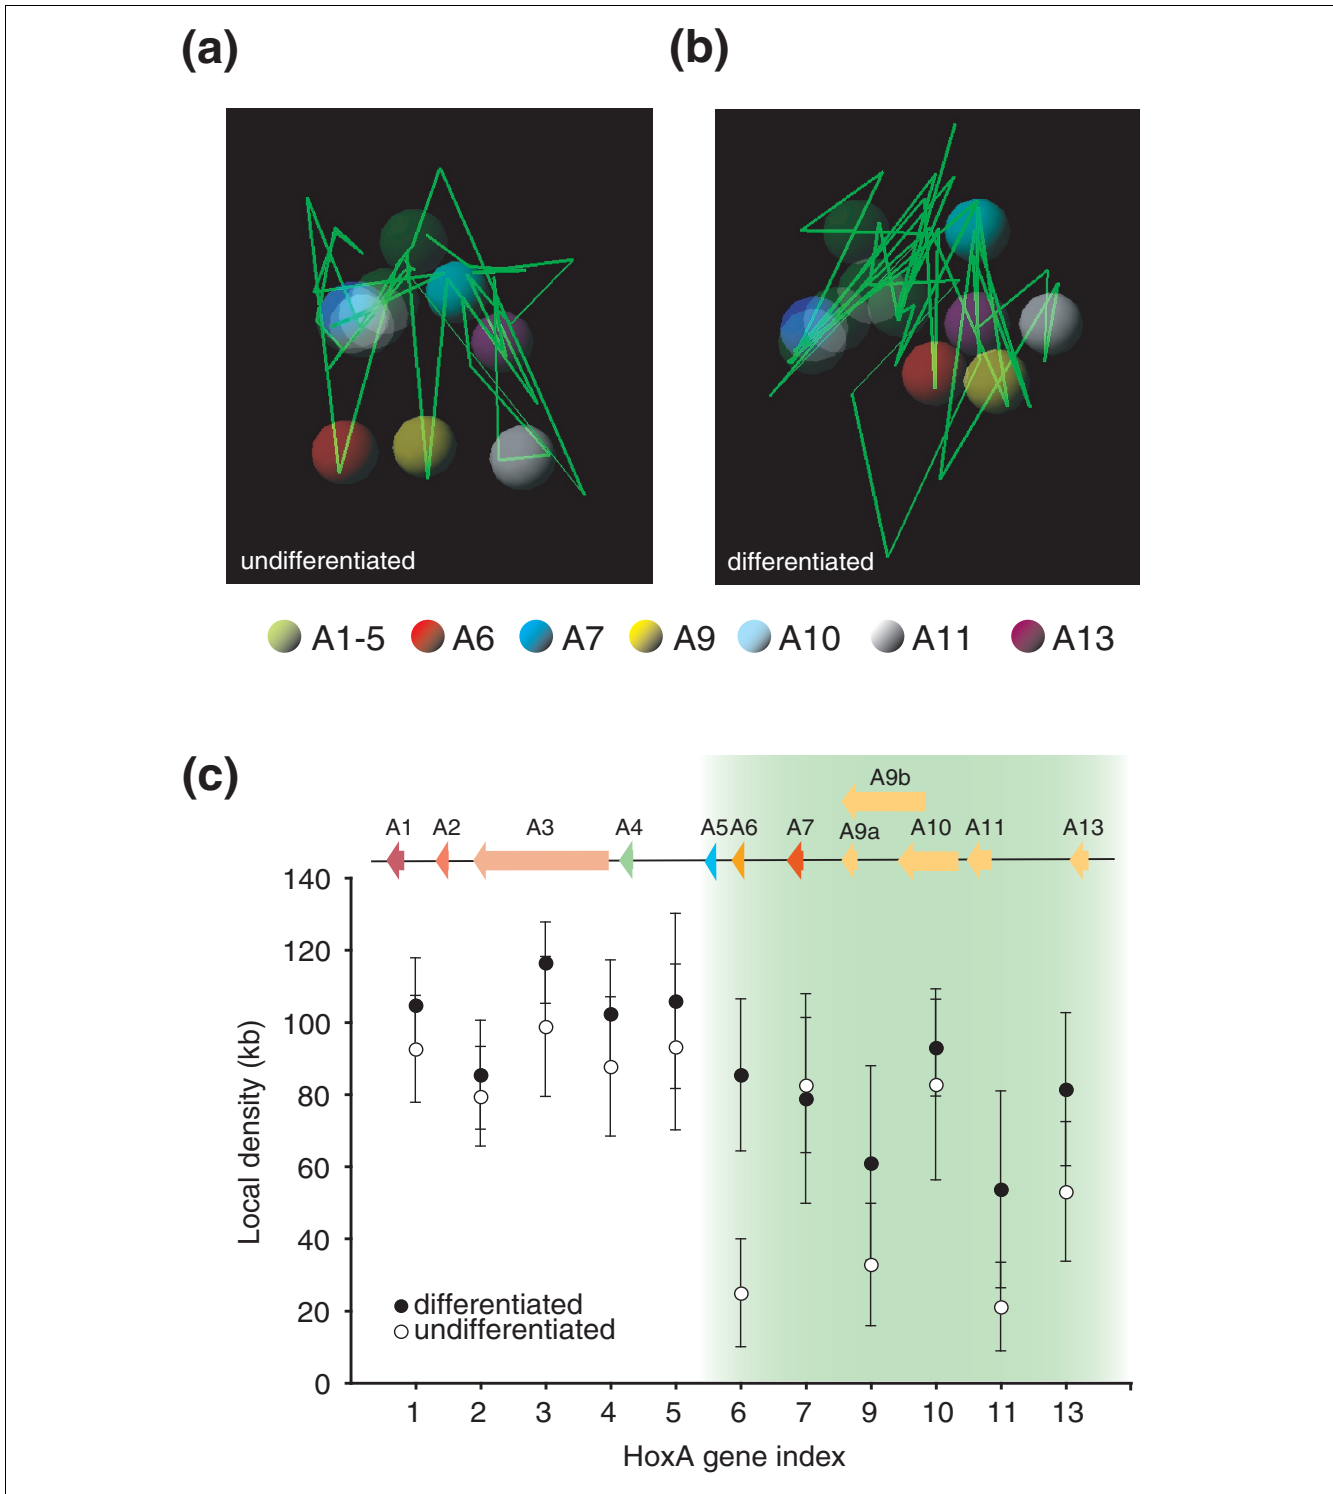 (a)
(b)
undifferentiated
differentiated
A1-5 A6 A7 A9 A10 A11 A13
(c)
A9b
A1 A2 A3 A4 A5 A6 A7 A9a A10 A11 A13
140
120
100
80
60
40
20
0
Local density (kb)
differentiated
undifferentiated
1 2 3 4 5 6 7 9 10 11 13
HoxA gene index